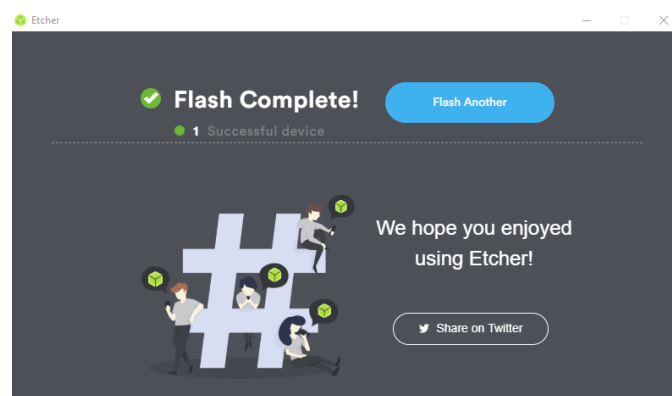 Etcher
Flash Complete!
Flash Another
1 Successful device
We hope you enjoyed
using Etcher!
Share on Twitter